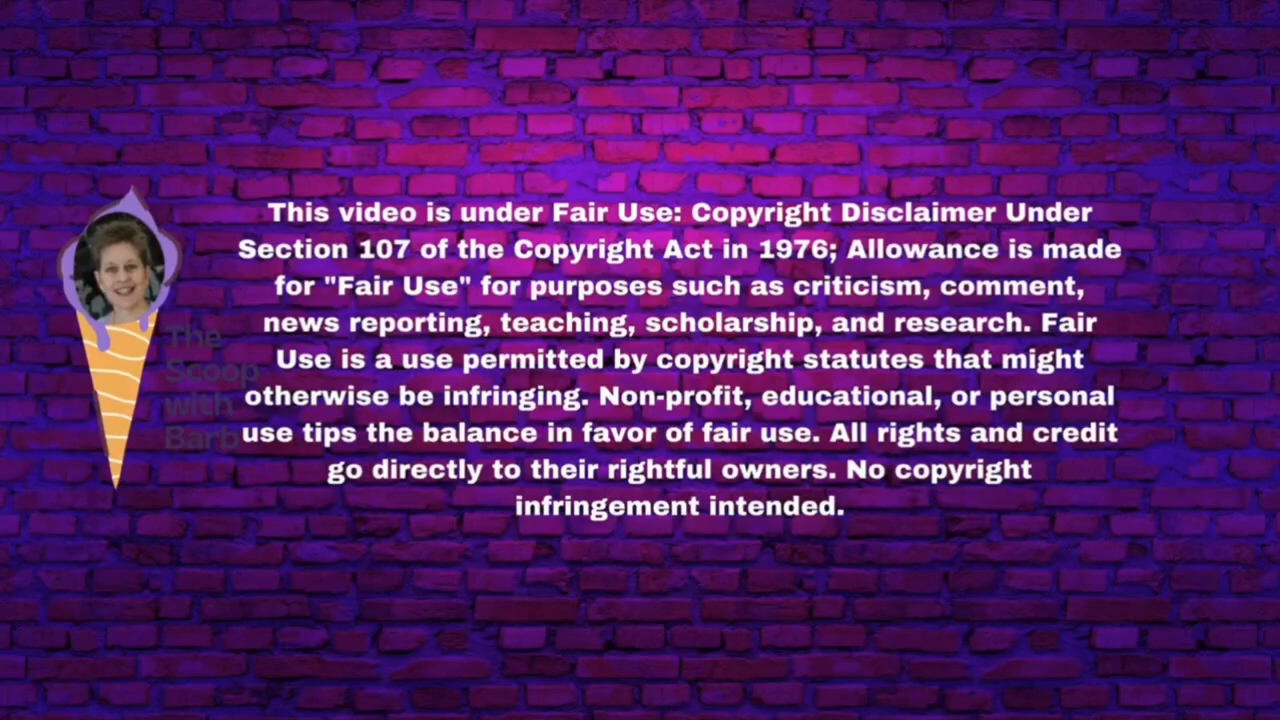 This video is under Fair Use: Copyright Disclaimer Under
Section 107 of the Copyright Act in 1976; Allowance is made
for "Fair Use" for purposes such as criticism, comment,
news reporting, teaching, scholarship, and research. Fair
Use is a use permitted by copyright statutes that might
otherwise be infringing. Non-profit, educational, or personal
use tips the balance in favor of fair use. All rights and credit
go directly to their rightful owners. No copyright
infringement intended.
The
Scoop
with
Barb